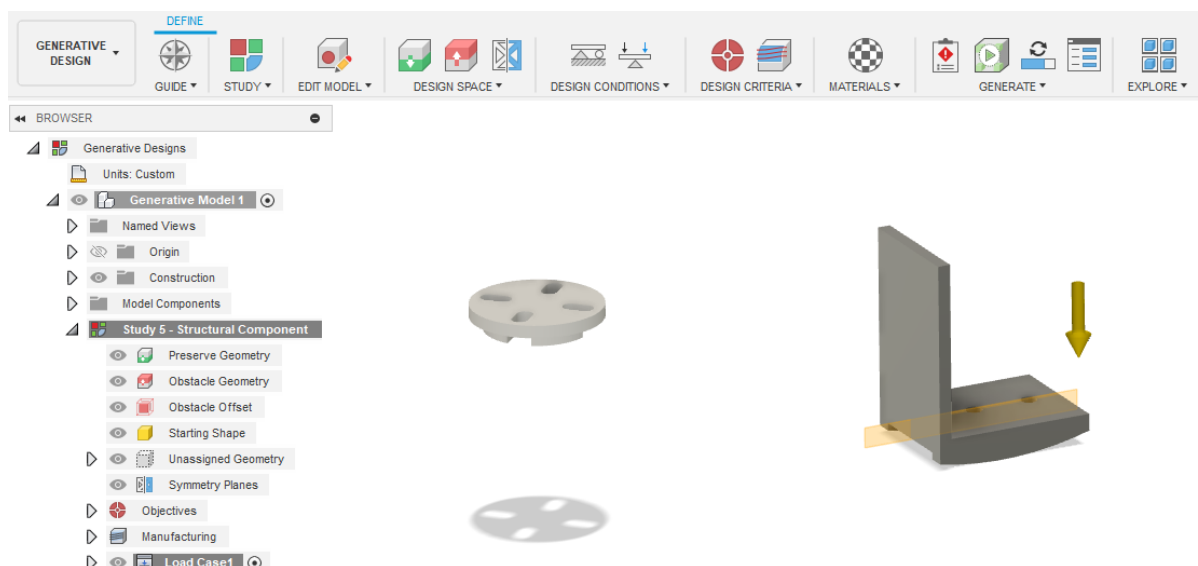 DEFINE
GENERATIVE
DESIGN
GUIDE
STUDY
EDIT MODEL
DESIGN SPACE
DESIGN CONDITIONS
DESIGN CRITERIA
MATERIALS
GENERATE
EXPLORE
BROWSER
Generative Designs
Units: Custom
Generative Model 1
Named Views
Origin
Construction
Model Components
Study 5 - Structural Component
Preserve Geometry
Obstacle Geometry
Obstacle Offset
Starting Shape
Unassigned Geometry
Symmetry Planes
Objectives
Manufacturing
Load Case1